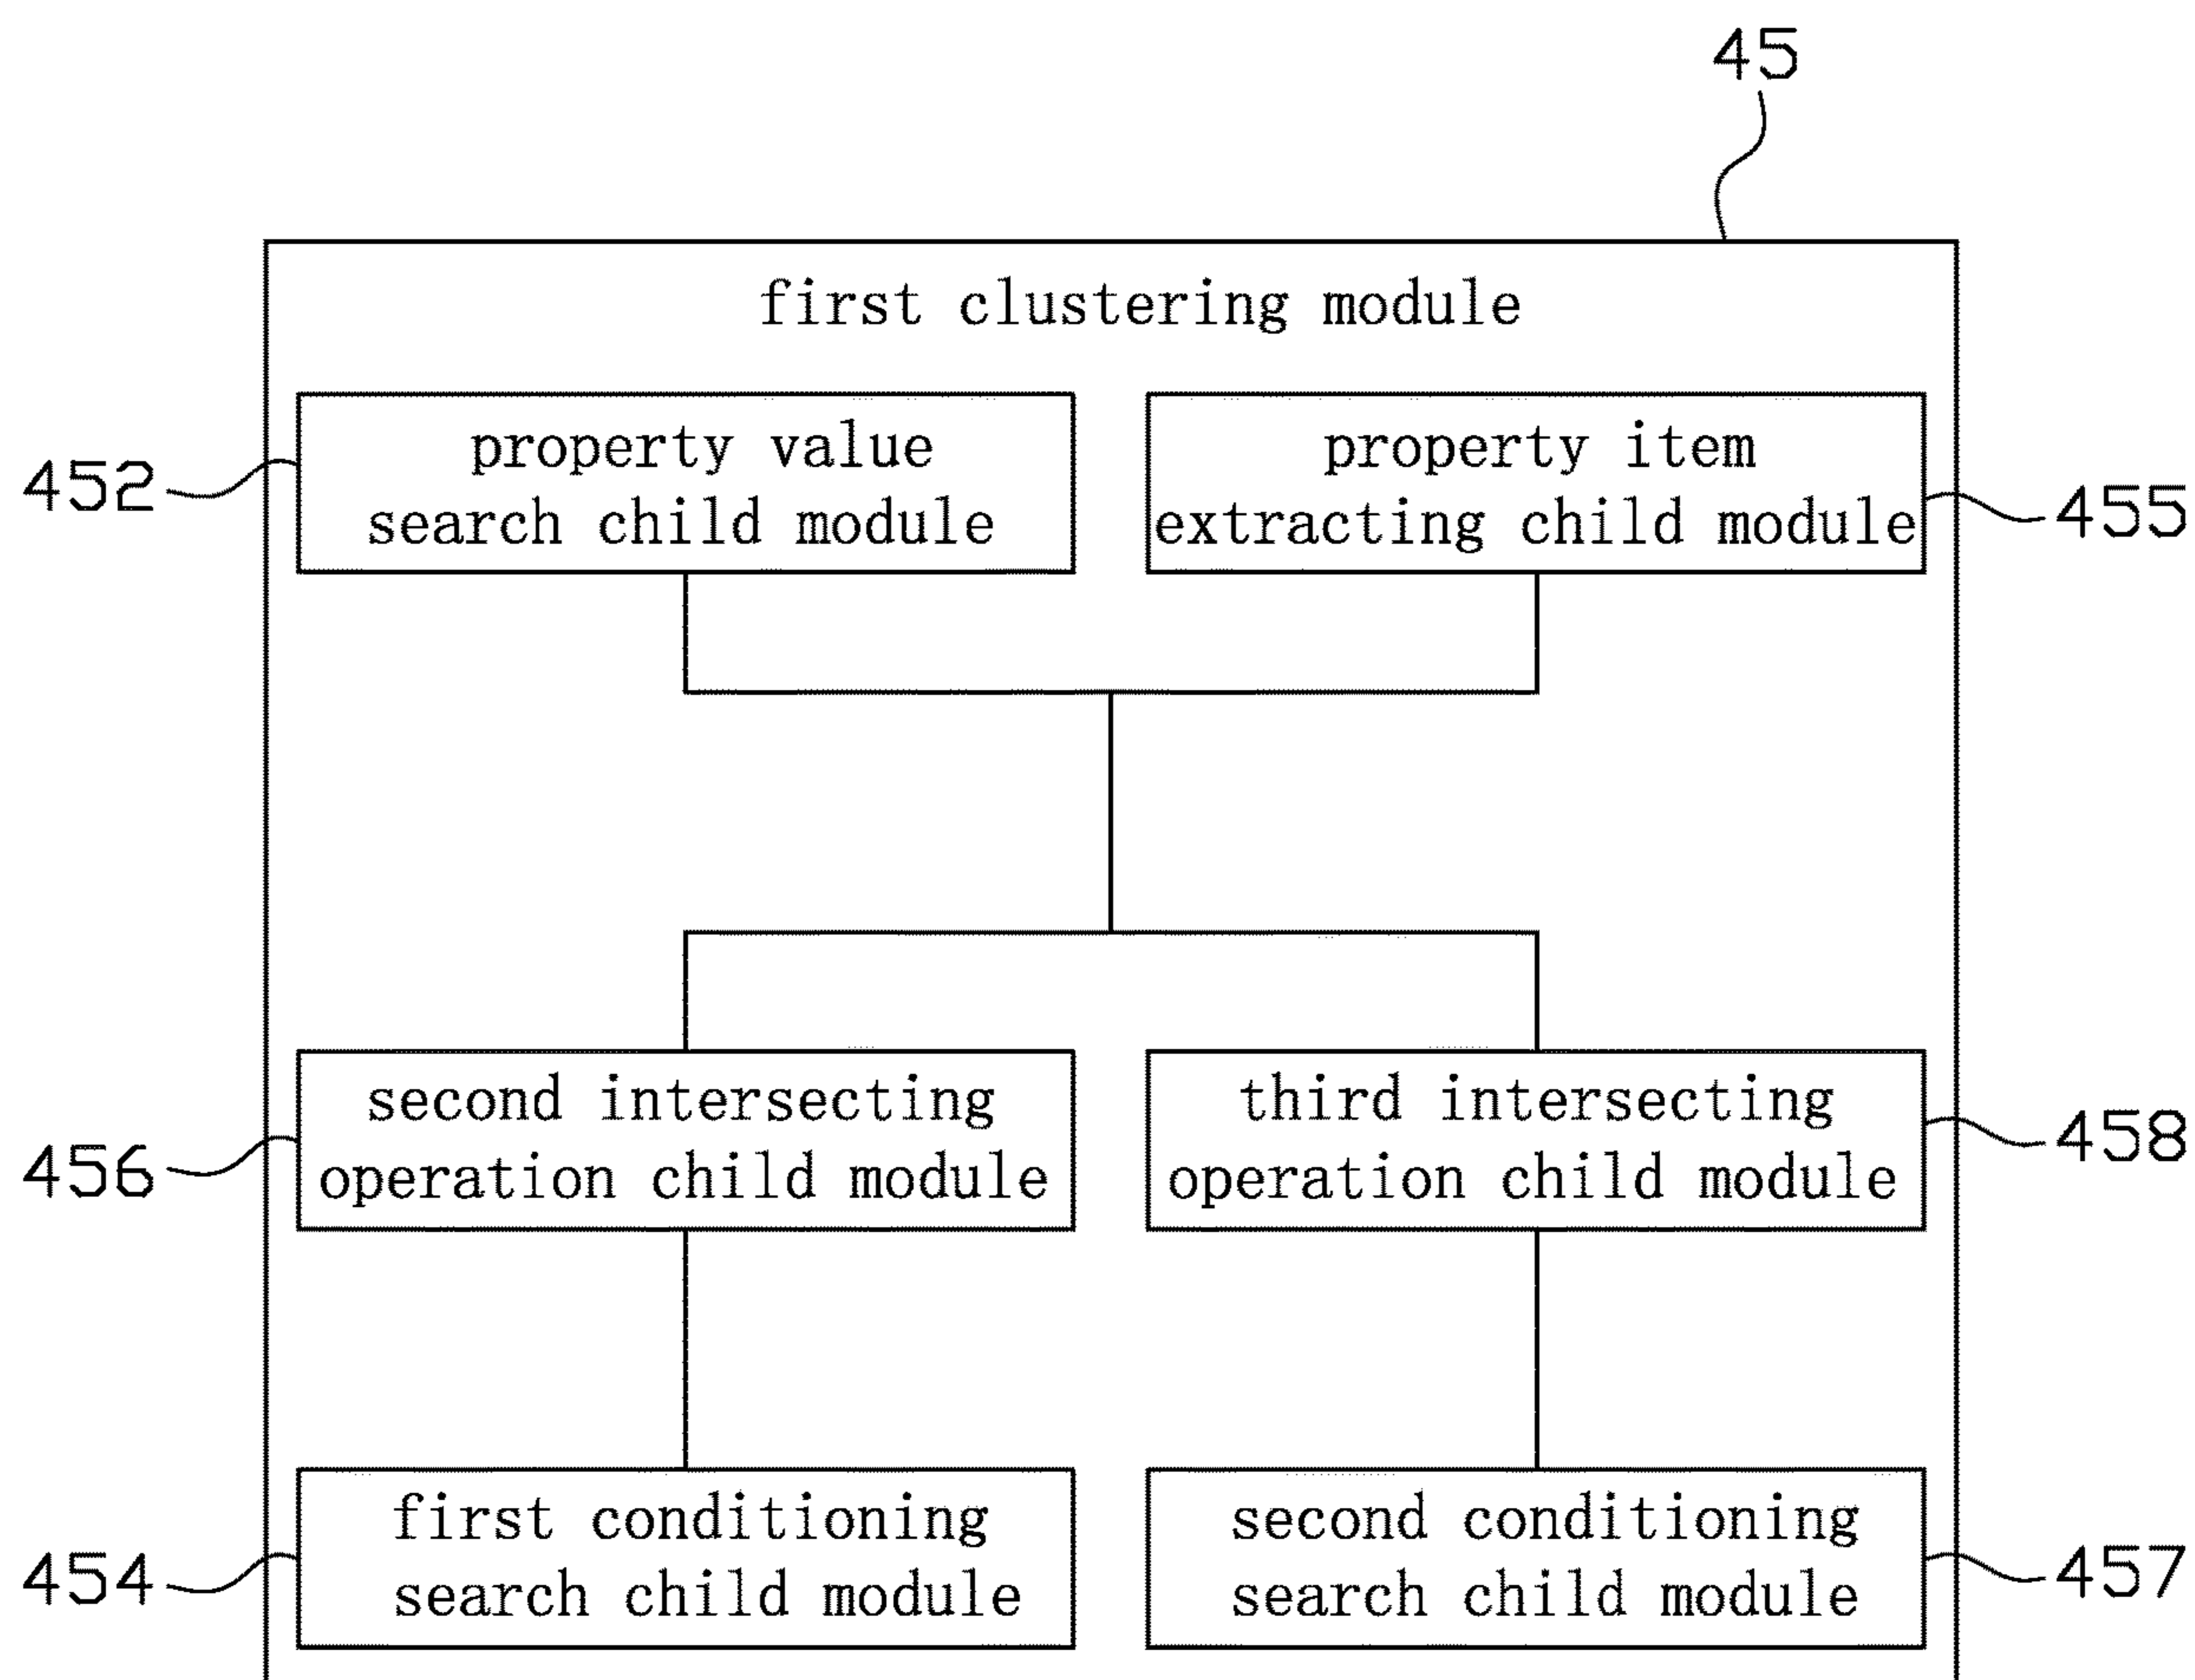 45
first clustering module
property value
search child module
property item
extracting child module
452
455
second intersecting
operation child module
third intersecting
operation child module
456
458
first conditioning
search child module
second conditioning
search child module
454
457